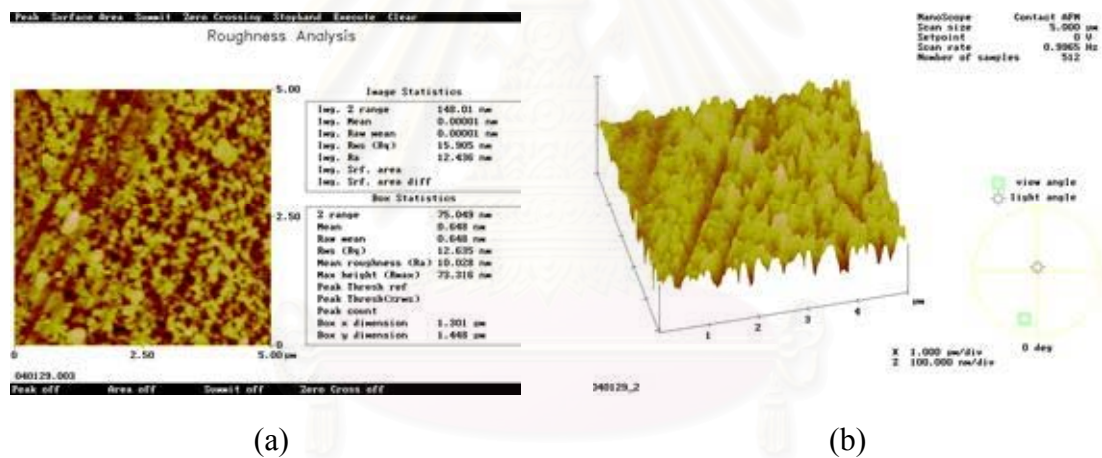 Peak Surface Area Summit Zero Crossing Stopband Execute Clear
Roughness Analysis
5.00
2.50
0
0 2.50 5.00 µm
Image Statistics
Img. Z range 148.01 nm
Img. Mean 0.00001 nm
Img. Raw mean 0.00001 nm
Img. Rms (Rq) 15.905 nm
Img. Ra 12.436 nm
Img. Srf. area
Img. Srf. area diff
Box Statistics
Z range 75.049 nm
Mean 0.648 nm
Raw mean 0.648 nm
Rms (Rq) 12.635 nm
Mean roughness (Ra) 10.028 nm
Max height (Rmax) 73.316 nm
Peak Thresh ref
Peak Thresh(xrms)
Peak count
Box x dimension 1.301 µm
Box y dimension 1.448 µm
040129.003
Peak off Area off Summit off Zero Cross off
(a)
NanoScope Contact AFM
Scan size 5.000 µm
Setpoint 0 V
Scan rate 0.9965 Hz
Number of samples 512
view angle
light angle
0 deg
1 2 3 4 µm
X 1.000 µm/div
Z 100.000 nm/div
040129_2
(b)